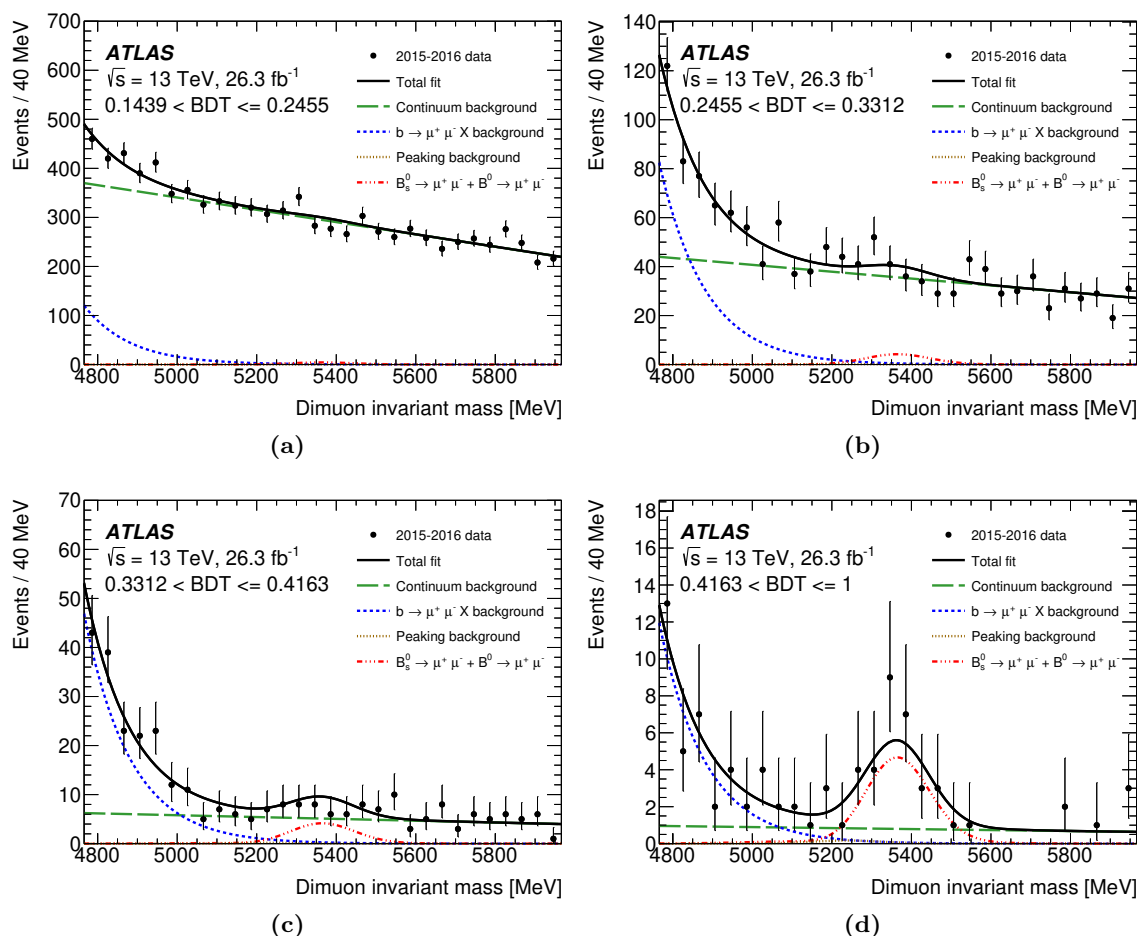 Events / 40 MeV
700
600
500
400
300
200
100
0
ATLAS
√s = 13 TeV, 26.3 fb⁻¹
0.1439 < BDT <= 0.2455
2015-2016 data
Total fit
Continuum background
b → μ⁺ μ⁻ X background
Peaking background
B⁰ₛ → μ⁺ μ⁻ + B⁰ → μ⁺ μ⁻
4800 5000 5200 5400 5600 5800
Dimuon invariant mass [MeV]
(a)
Events / 40 MeV
140
120
100
80
60
40
20
0
ATLAS
√s = 13 TeV, 26.3 fb⁻¹
0.2455 < BDT <= 0.3312
2015-2016 data
Total fit
Continuum background
b → μ⁺ μ⁻ X background
Peaking background
B⁰ₛ → μ⁺ μ⁻ + B⁰ → μ⁺ μ⁻
4800 5000 5200 5400 5600 5800
Dimuon invariant mass [MeV]
(b)
Events / 40 MeV
70
60
50
40
30
20
10
0
ATLAS
√s = 13 TeV, 26.3 fb⁻¹
0.3312 < BDT <= 0.4163
2015-2016 data
Total fit
Continuum background
b → μ⁺ μ⁻ X background
Peaking background
B⁰ₛ → μ⁺ μ⁻ + B⁰ → μ⁺ μ⁻
4800 5000 5200 5400 5600 5800
Dimuon invariant mass [MeV]
(c)
Events / 40 MeV
18
16
14
12
10
8
6
4
2
0
ATLAS
√s = 13 TeV, 26.3 fb⁻¹
0.4163 < BDT <= 1
2015-2016 data
Total fit
Continuum background
b → μ⁺ μ⁻ X background
Peaking background
B⁰ₛ → μ⁺ μ⁻ + B⁰ → μ⁺ μ⁻
4800 5000 5200 5400 5600 5800
Dimuon invariant mass [MeV]
(d)